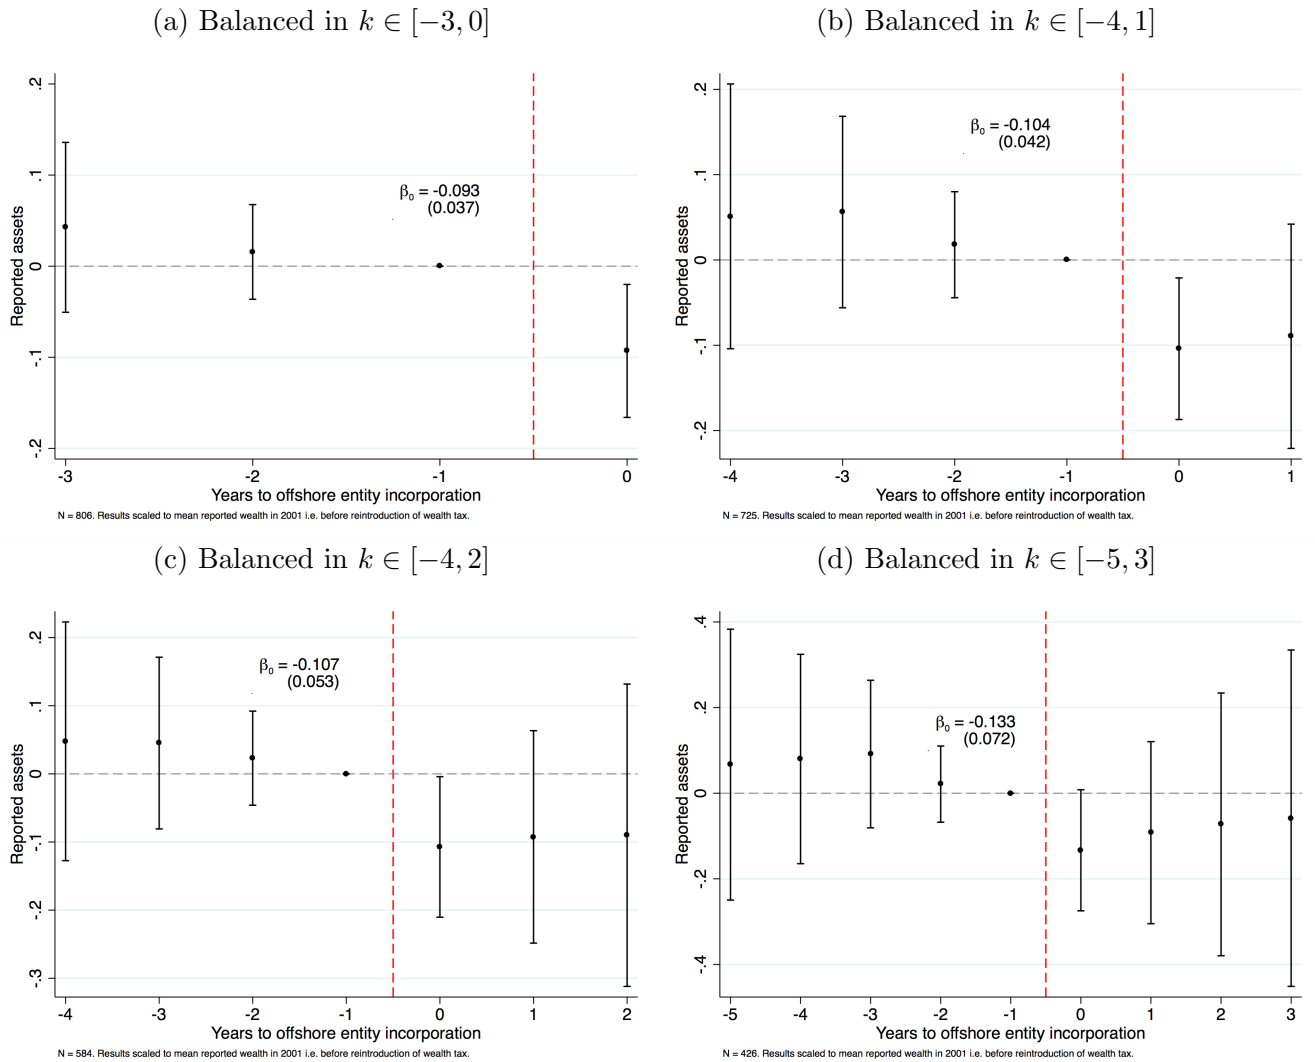 (a) Balanced in k ∈ [−3, 0]
.2
.1
0
-.1
-.2
Reported assets
β₀ = -0.093
(0.037)
-3 -2 -1 0
Years to offshore entity incorporation
N = 806. Results scaled to mean reported wealth in 2001 i.e. before reintroduction of wealth tax.
(b) Balanced in k ∈ [−4, 1]
.2
.1
0
-.1
-.2
Reported assets
β₀ = -0.104
(0.042)
-4 -3 -2 -1 0 1
Years to offshore entity incorporation
N = 725. Results scaled to mean reported wealth in 2001 i.e. before reintroduction of wealth tax.
(c) Balanced in k ∈ [−4, 2]
.2
.1
0
-.1
-.2
-.3
Reported assets
β₀ = -0.107
(0.053)
-4 -3 -2 -1 0 1 2
Years to offshore entity incorporation
N = 584. Results scaled to mean reported wealth in 2001 i.e. before reintroduction of wealth tax.
(d) Balanced in k ∈ [−5, 3]
.4
.2
0
-.2
-.4
Reported assets
β₀ = -0.133
(0.072)
-5 -4 -3 -2 -1 0 1 2 3
Years to offshore entity incorporation
N = 426. Results scaled to mean reported wealth in 2001 i.e. before reintroduction of wealth tax.